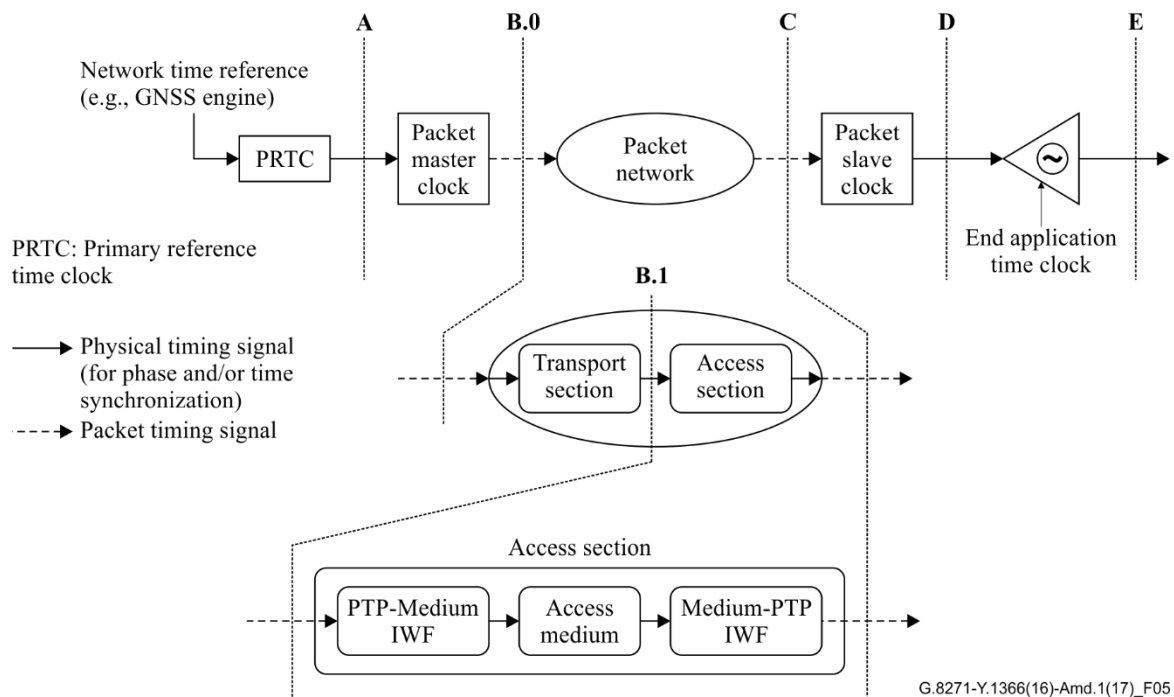 A
B.0
C
D
E
Network time reference
(e.g., GNSS engine)
PRTC
Packet
master
clock
Packet
network
Packet
slave
clock
~
End application
time clock
PRTC: Primary reference
time clock
B.1
Physical timing signal
(for phase and/or time
synchronization)
Packet timing signal
Transport
section
Access
section
Access section
PTP-Medium
IWF
Access
medium
Medium-PTP
IWF
G.8271-Y.1366(16)-Amd.1(17)_F05